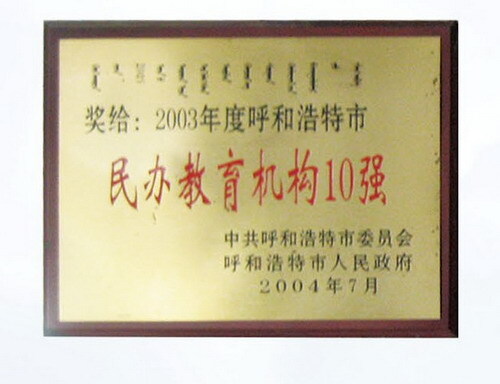 奖给：2003年度呼和浩特市
民办教育机构10强
中共呼和浩特市委员会
呼和浩特市人民政府
2004年7月